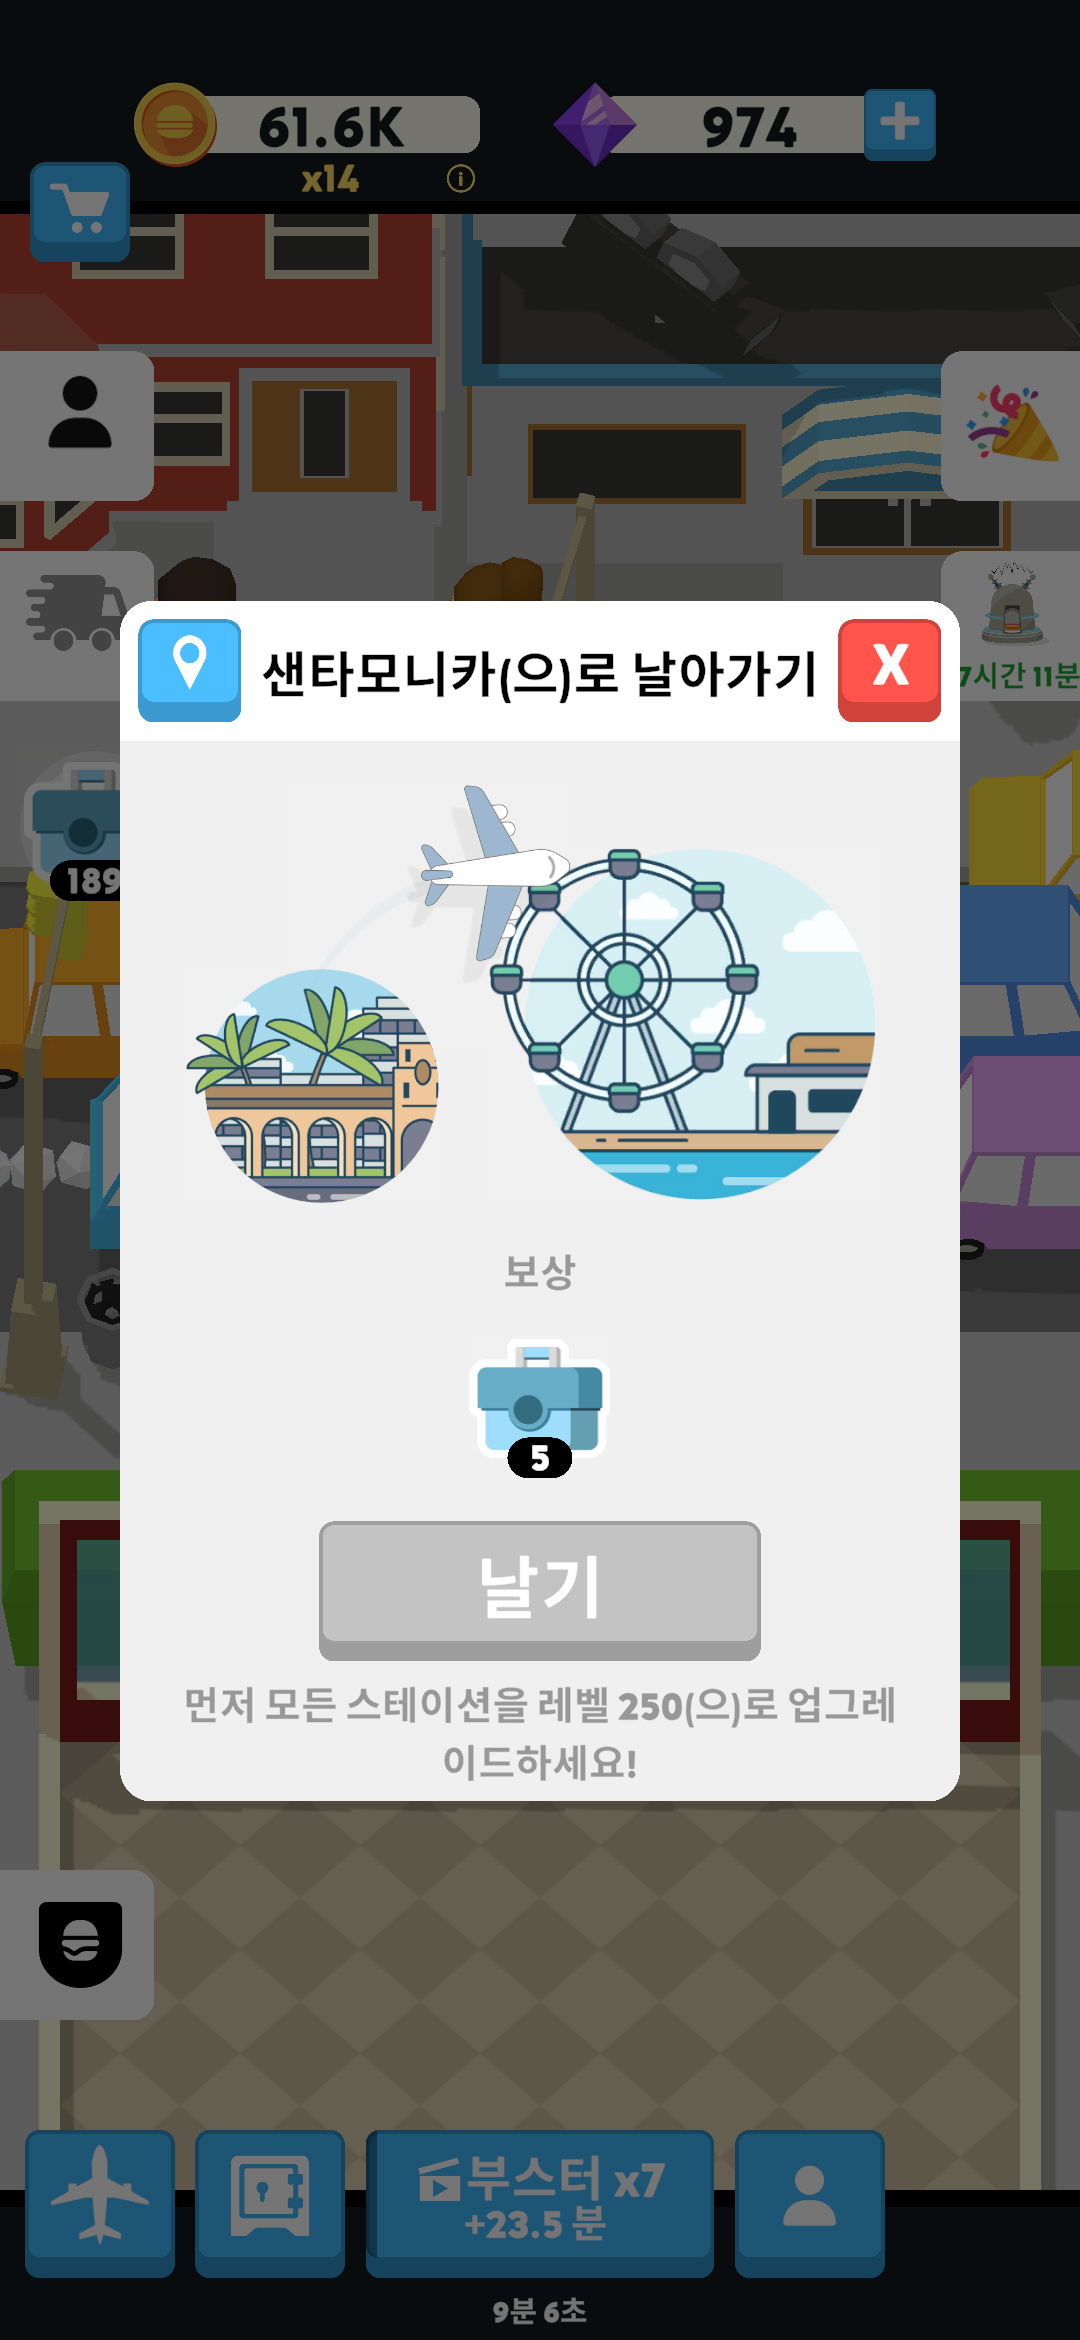 61.6K
974
x14
7시간 11분
샌타모니카(으)로 날아가기
X
189
보상
5
날기
먼저 모든 스테이션을 레벨 250(으)로 업그레
이드하세요!
부스터 x7
+23.5 분
9분 6초